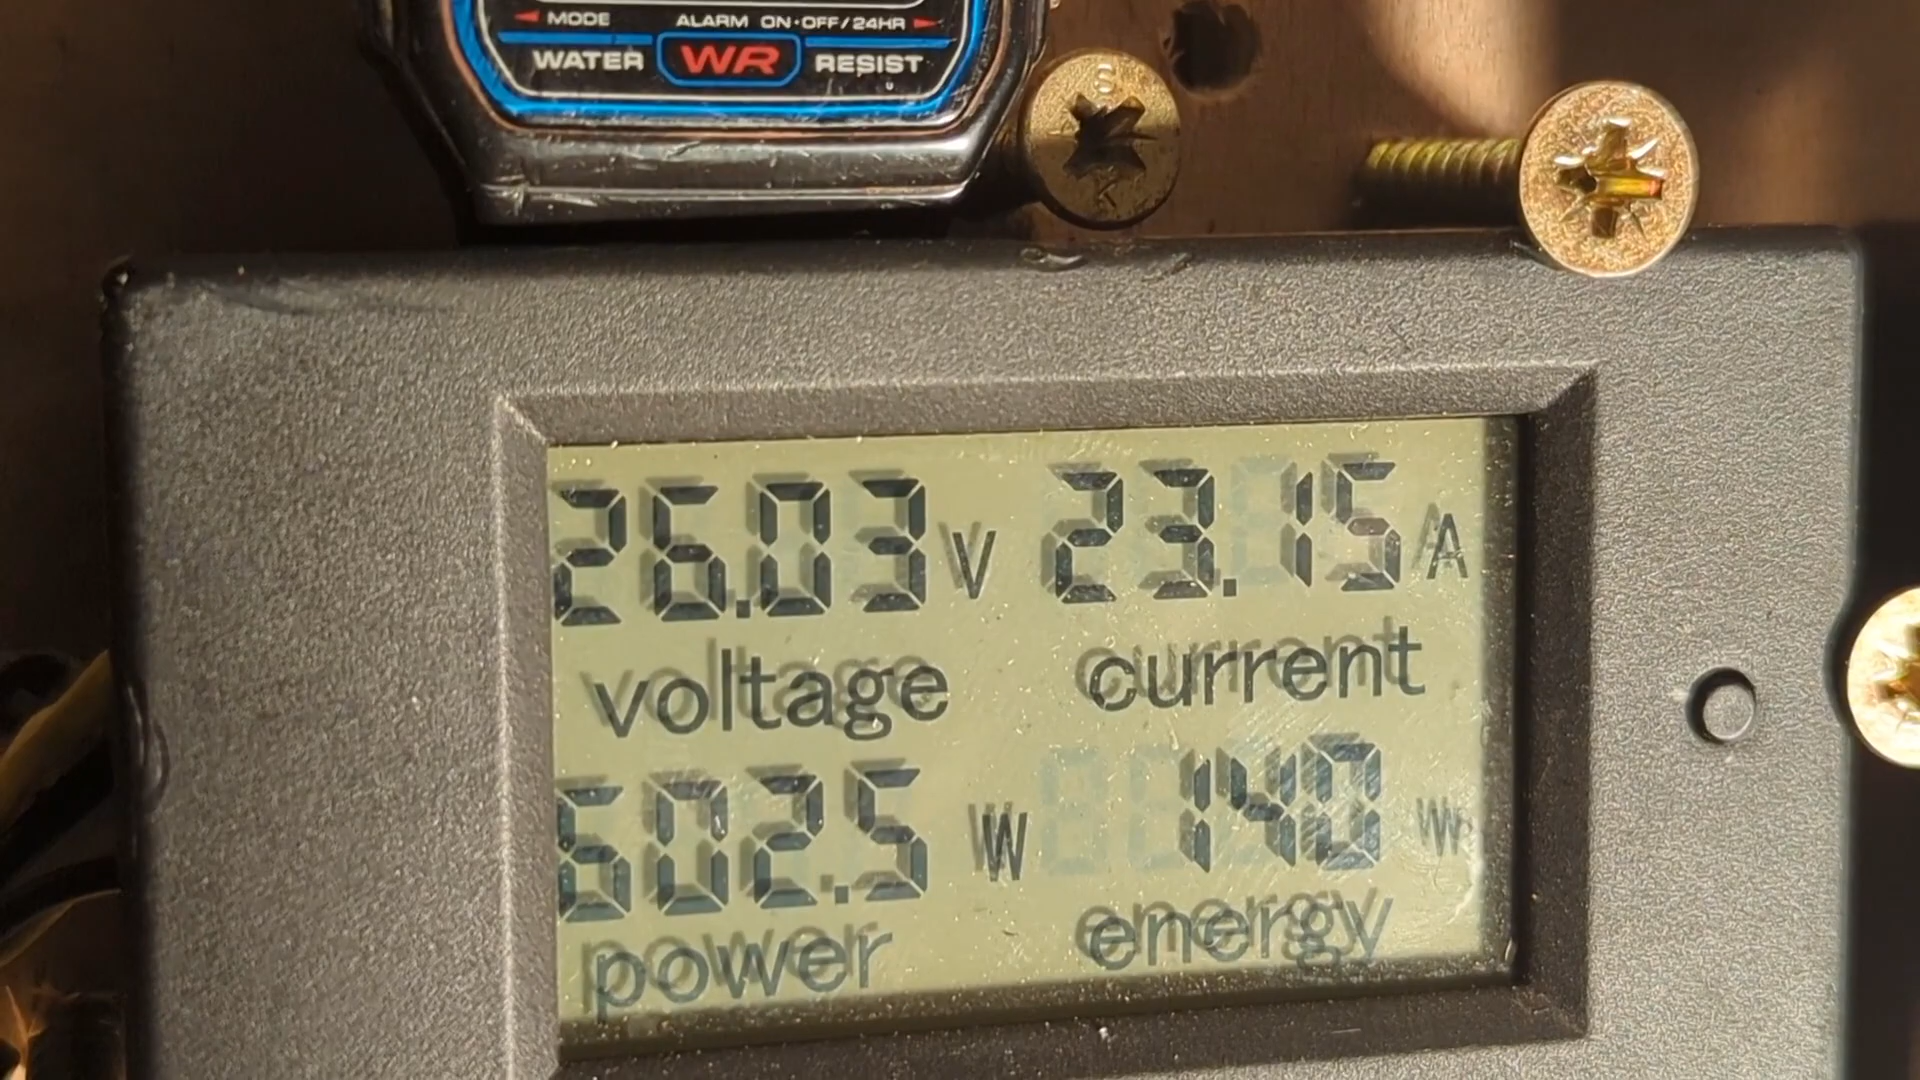 MODE ALARM ON·OFF/24HR
WATER WR RESIST
26.03 V 23.15 A
voltage current
602.5 W 140 W
power energy